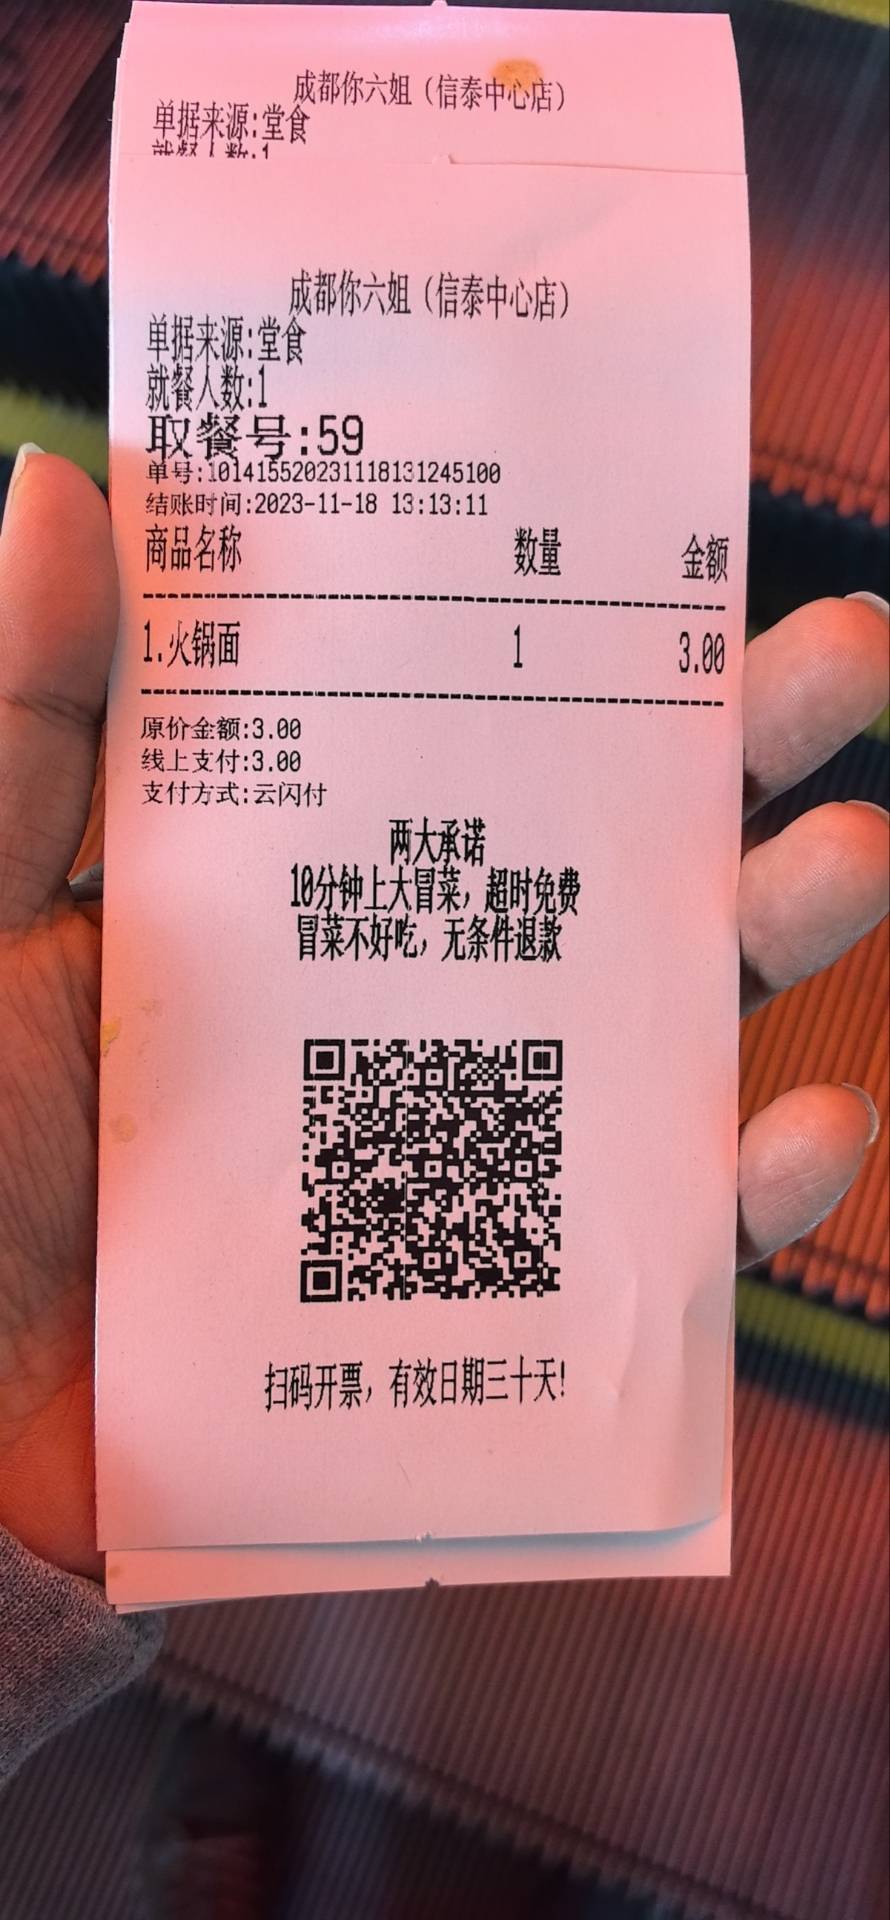 成都你六姐（信泰中心店）
单据来源:堂食
就餐人数:1
成都你六姐（信泰中心店）
单据来源:堂食
就餐人数:1
取餐号:59
单号:101415520231118131245100
结账时间:2023-11-18 13:13:11
商品名称 数量 金额
1.火锅面 1 3.00
原价金额:3.00
线上支付:3.00
支付方式:云闪付
两大承诺
10分钟上大冒菜，超时免费
冒菜不好吃，无条件退款
扫码开票，有效日期三十天!